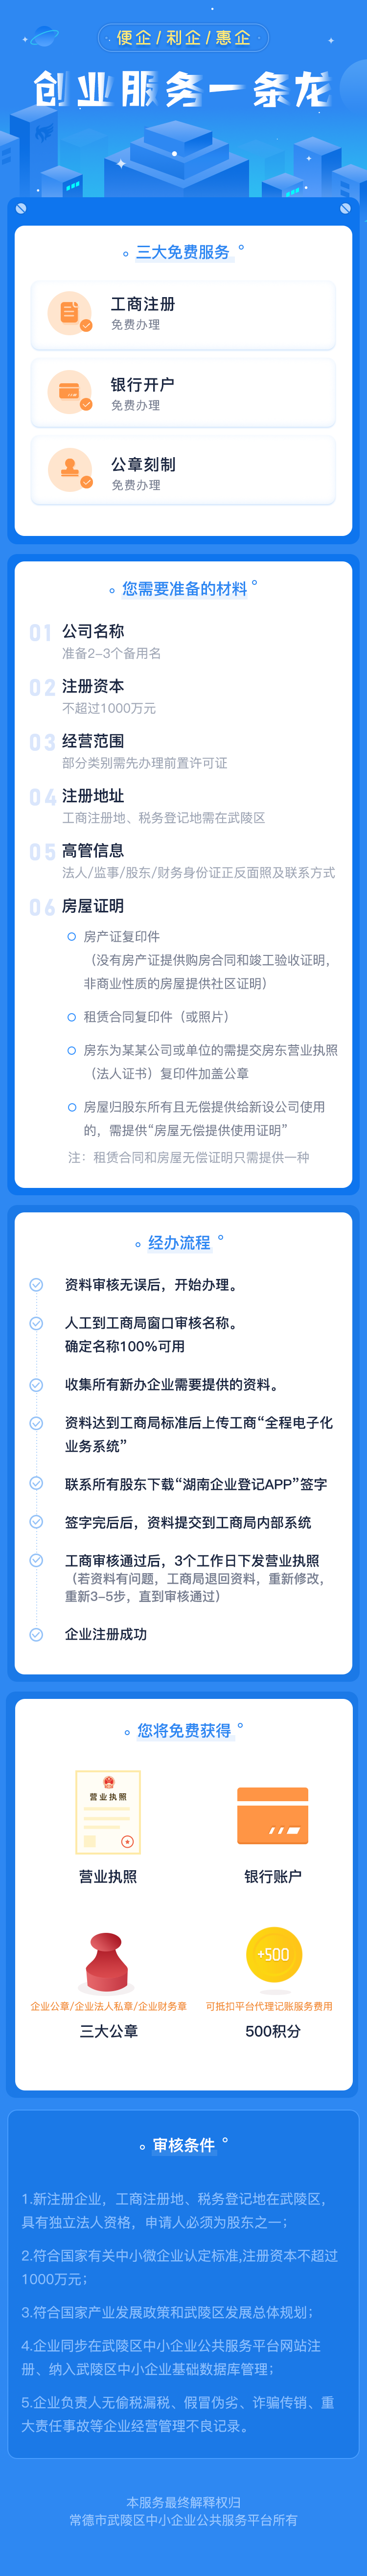 便企/利企/惠企
创业服务一条龙
三大免费服务
工商注册
免费办理
银行开户
免费办理
公章刻制
免费办理
您需要准备的材料
01 公司名称
准备2-3个备用名
02 注册资本
不超过1000万元
03 经营范围
部分类别需先办理前置许可证
04 注册地址
工商注册地、税务登记地需在武陵区
05 高管信息
法人/监事/股东/财务身份证正反面照及联系方式
06 房屋证明
房产证复印件
（没有房产证提供购房合同和竣工验收证明，
非商业性质的房屋提供社区证明）
租赁合同复印件（或照片）
房东为某某公司或单位的需提交房东营业执照
（法人证书）复印件加盖公章
房屋归股东所有且无偿提供给新设公司使用
的，需提供“房屋无偿提供使用证明”
注：租赁合同和房屋无偿证明只需提供一种
经办流程
资料审核无误后，开始办理。
人工到工商局窗口审核名称。
确定名称100%可用
收集所有新办企业需要提供的资料。
资料达到工商局标准后上传工商“全程电子化
业务系统”
联系所有股东下载“湖南企业登记APP”签字
签字完后后，资料提交到工商局内部系统
工商审核通过后，3个工作日下发营业执照
（若资料有问题，工商局退回资料，重新修改，
重新3-5步，直到审核通过）
企业注册成功
您将免费获得
营业执照
营业执照
银行账户
+500
企业公章/企业法人私章/企业财务章
可抵扣平台代理记账服务费用
三大公章
500积分
审核条件
1.新注册企业，工商注册地、税务登记地在武陵区，
具有独立法人资格，申请人必须为股东之一；
2.符合国家有关中小微企业认定标准,注册资本不超过
1000万元；
3.符合国家产业发展政策和武陵区发展总体规划；
4.企业同步在武陵区中小企业公共服务平台网站注
册、纳入武陵区中小企业基础数据库管理；
5.企业负责人无偷税漏税、假冒伪劣、诈骗传销、重
大责任事故等企业经营管理不良记录。
本服务最终解释权归
常德市武陵区中小企业公共服务平台所有